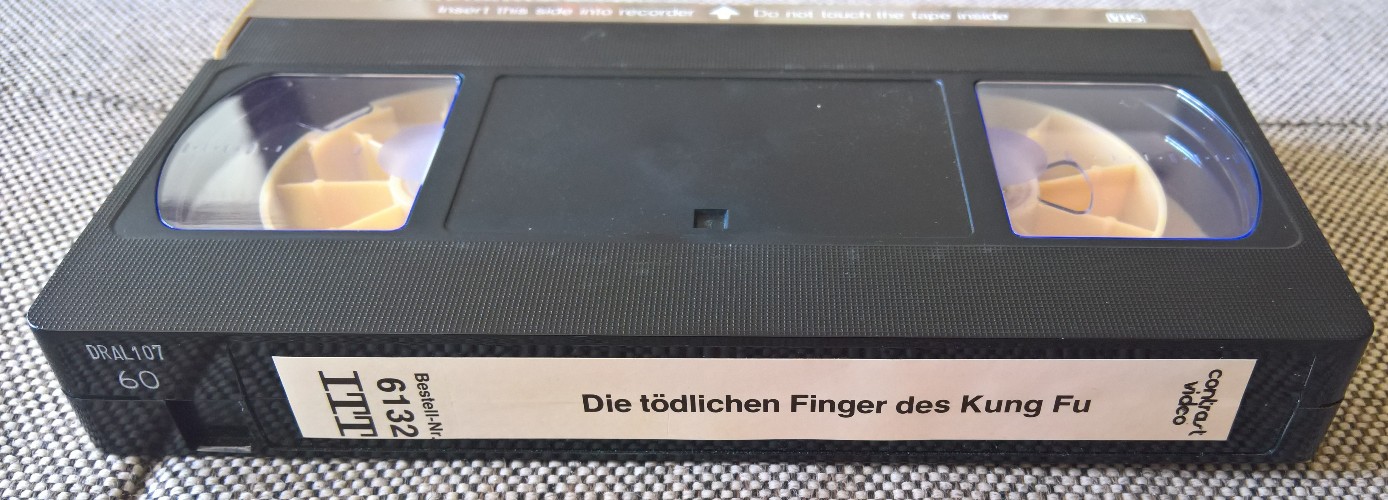 Insert this side into recorder Do not touch the tape inside VHS
DRAL107
60
ITT
6132
Bestell-Nr.
Die tödlichen Finger des Kung Fu
contrast
video